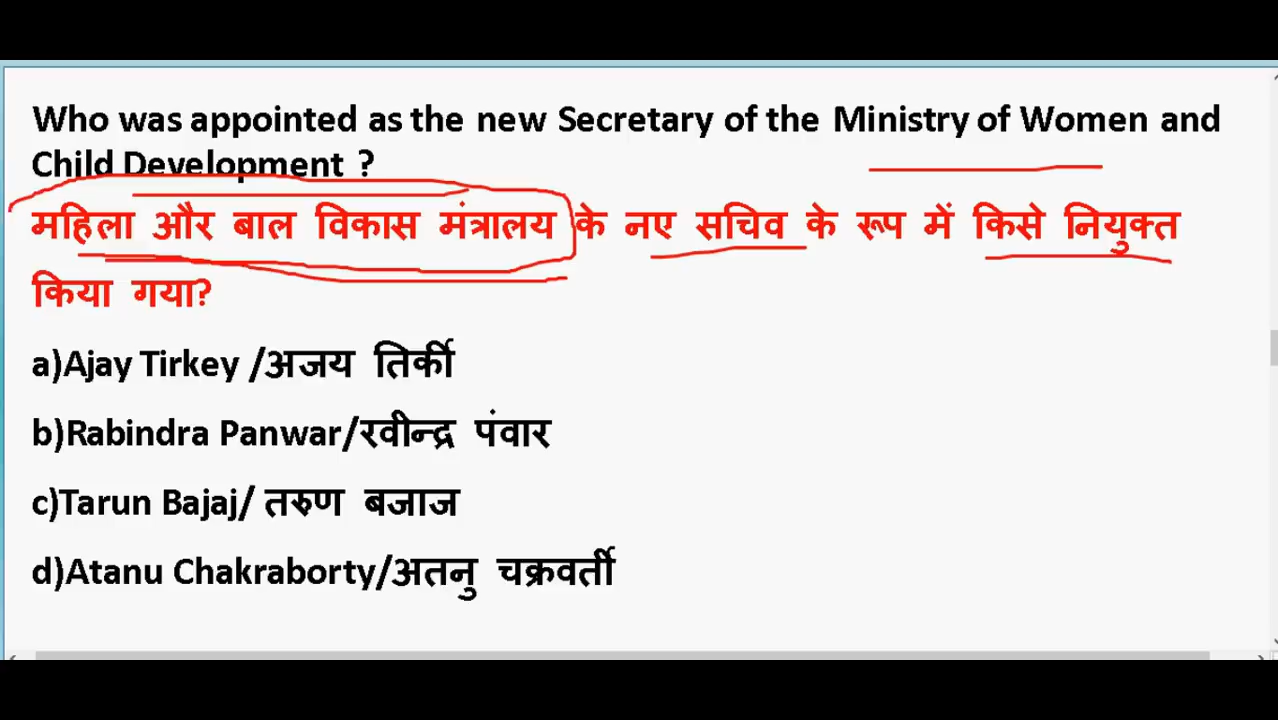 Who was appointed as the new Secretary of the Ministry of Women and
Child Development ?
महिला और बाल विकास मंत्रालय के नए सचिव के रूप में किसे नियुक्त
किया गया?
a)Ajay Tirkey /अजय तिर्की
b)Rabindra Panwar/रवीन्द्र पंवार
c)Tarun Bajaj/ तरुण बजाज
d)Atanu Chakraborty/अतनु चक्रवर्ती